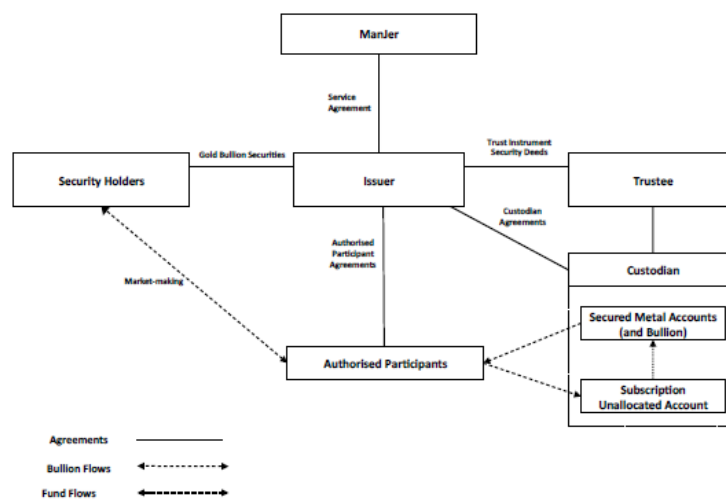 ManJer
Service
Agreement
Gold Bullion Securities
Trust Instrument
Security Deeds
Security Holders
Issuer
Trustee
Custodian
Agreements
Authorised
Participant
Agreements
Custodian
Market-making
Secured Metal Accounts
(and Bullion)
Authorised Participants
Subscription
Unallocated Account
Agreements
Bullion Flows
Fund Flows